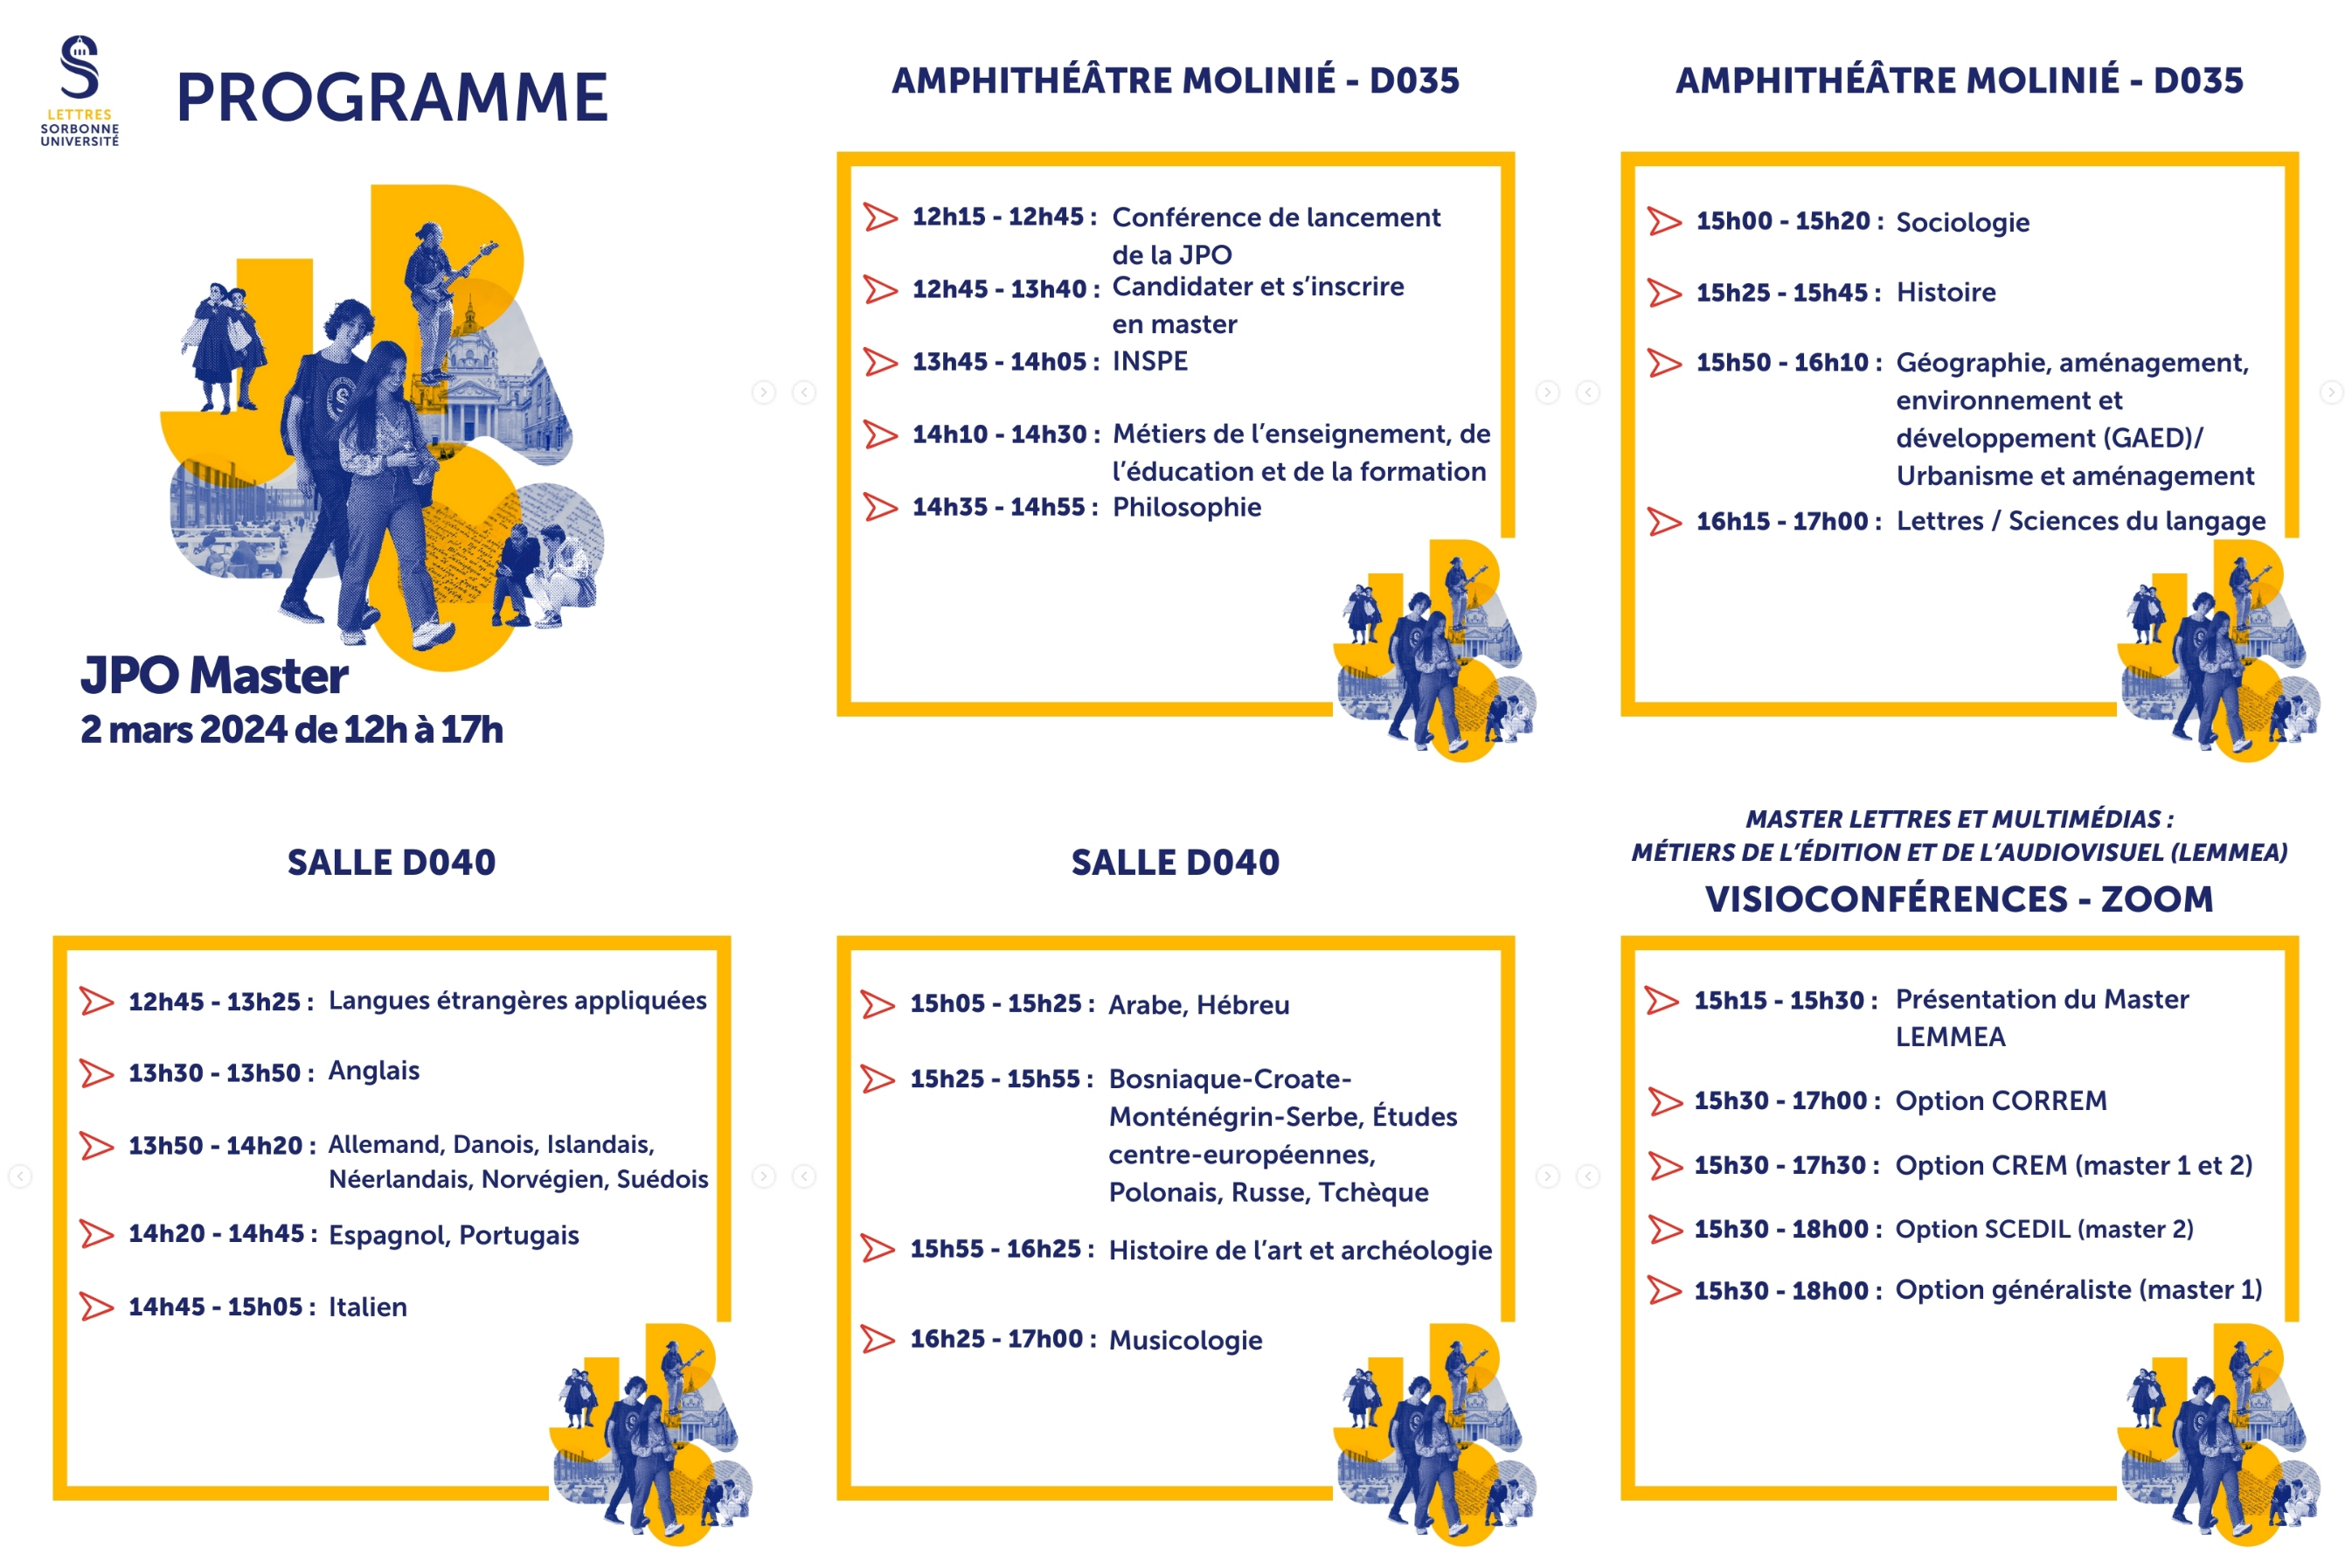 LETTRES
SORBONNE
UNIVERSITÉ
PROGRAMME
JPO Master
2 mars 2024 de 12h à 17h
AMPHITHÉÂTRE MOLINIÉ - D035
12h15 - 12h45 : Conférence de lancement
de la JPO
12h45 - 13h40 : Candidater et s’inscrire
en master
13h45 - 14h05 : INSPE
14h10 - 14h30 : Métiers de l’enseignement, de
l’éducation et de la formation
14h35 - 14h55 : Philosophie
AMPHITHÉÂTRE MOLINIÉ - D035
15h00 - 15h20 : Sociologie
15h25 - 15h45 : Histoire
15h50 - 16h10 : Géographie, aménagement,
environnement et
développement (GAED)/
Urbanisme et aménagement
16h15 - 17h00 : Lettres / Sciences du langage
SALLE D040
12h45 - 13h25 : Langues étrangères appliquées
13h30 - 13h50 : Anglais
13h50 - 14h20 : Allemand, Danois, Islandais,
Néerlandais, Norvégien, Suédois
14h20 - 14h45 : Espagnol, Portugais
14h45 - 15h05 : Italien
SALLE D040
15h05 - 15h25 : Arabe, Hébreu
15h25 - 15h55 : Bosniaque-Croate-
Monténégrin-Serbe, Études
centre-européennes,
Polonais, Russe, Tchèque
15h55 - 16h25 : Histoire de l’art et archéologie
16h25 - 17h00 : Musicologie
MASTER LETTRES ET MULTIMÉDIAS :
MÉTIERS DE L’ÉDITION ET DE L’AUDIOVISUEL (LEMMEA)
VISIOCONFÉRENCES - ZOOM
15h15 - 15h30 : Présentation du Master
LEMMEA
15h30 - 17h00 : Option CORREM
15h30 - 17h30 : Option CREM (master 1 et 2)
15h30 - 18h00 : Option SCEDIL (master 2)
15h30 - 18h00 : Option généraliste (master 1)